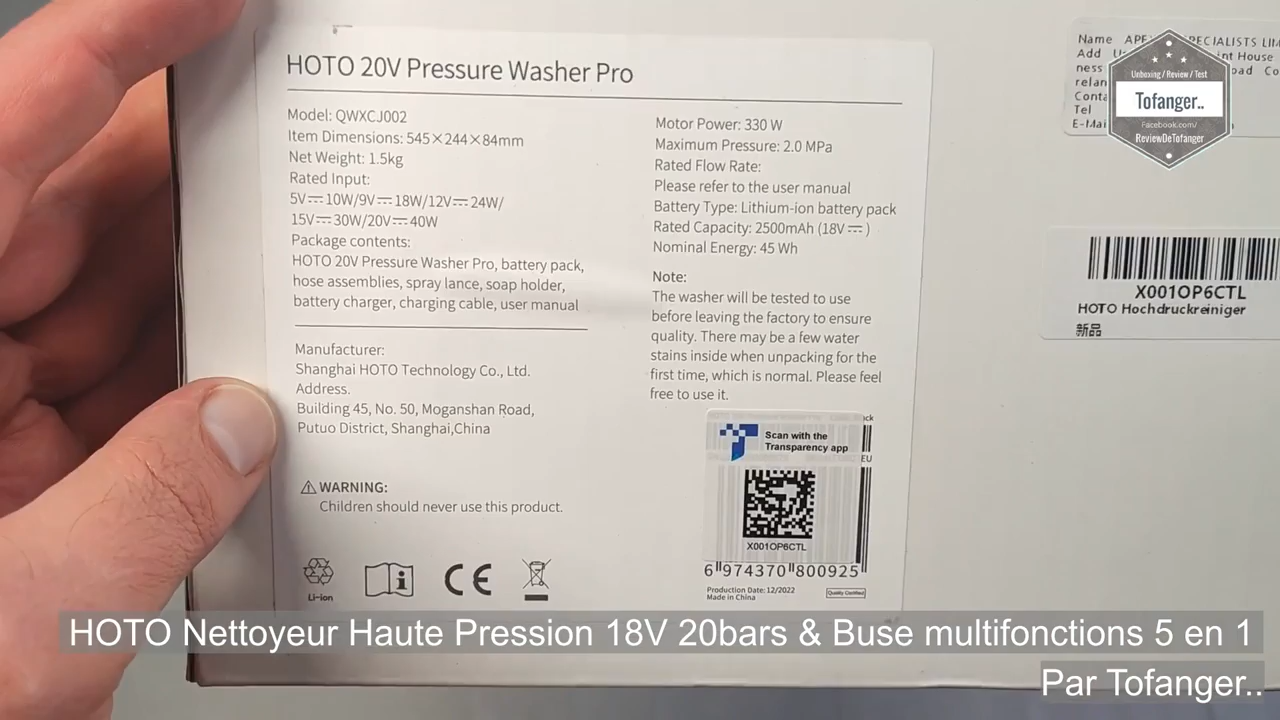 HOTO 20V Pressure Washer Pro
Model: QWXCJ002
Item Dimensions: 545×244×84mm
Net Weight: 1.5kg
Rated Input:
5V⎓10W/9V⎓18W/12V⎓24W/
15V⎓30W/20V⎓40W
Package contents:
HOTO 20V Pressure Washer Pro, battery pack,
hose assemblies, spray lance, soap holder,
battery charger, charging cable, user manual
Manufacturer:
Shanghai HOTO Technology Co., Ltd.
Address.
Building 45, No. 50, Moganshan Road,
Putuo District, Shanghai,China
WARNING:
Children should never use this product.
Li-ion
CE
Motor Power: 330 W
Maximum Pressure: 2.0 MPa
Rated Flow Rate:
Please refer to the user manual
Battery Type: Lithium-ion battery pack
Rated Capacity: 2500mAh (18V⎓)
Nominal Energy: 45 Wh
Note:
The washer will be tested to use
before leaving the factory to ensure
quality. There may be a few water
stains inside when unpacking for the
first time, which is normal. Please feel
free to use it.
Scan with the
Transparency app
EU
X001OP6CTL
6 974370 800925
Production Date: 12/2022
Made in China
Quality Certified
Name
Add
ness
Tel
Unboxing / Review / Test
Tofanger..
Facebook.com/
ReviewDeTofanger
X001OP6CTL
HOTO Hochdruckreiniger
新品
HOTO Nettoyeur Haute Pression 18V 20bars & Buse multifonctions 5 en 1
Par Tofanger..